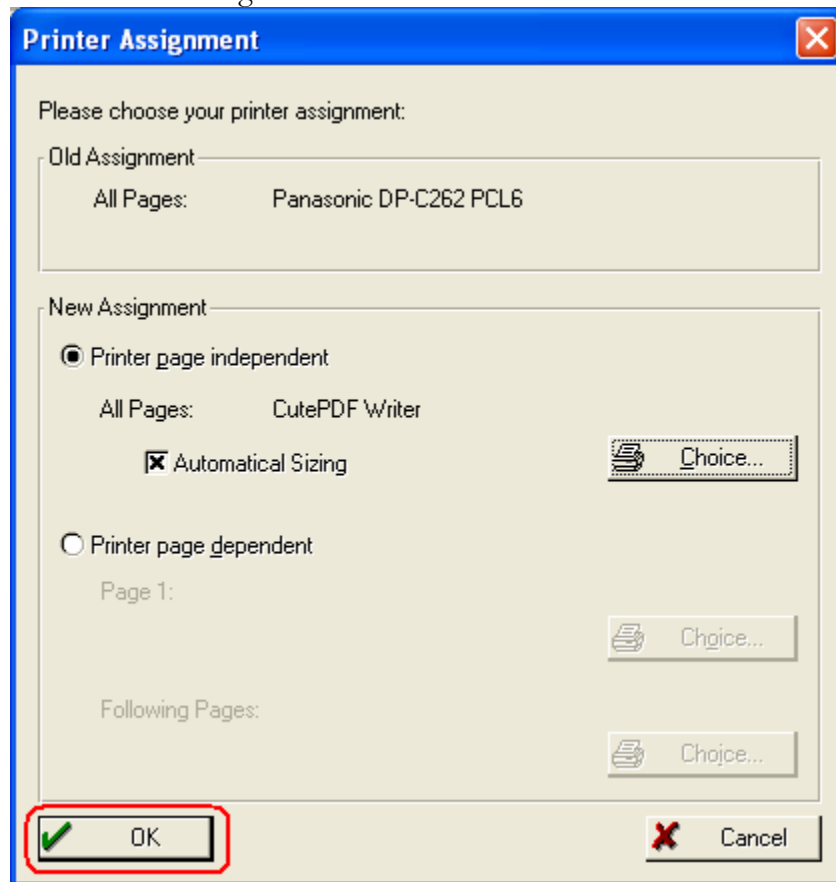 Printer Assignment
Please choose your printer assignment:
Old Assignment
All Pages: Panasonic DP-C262 PCL6
New Assignment
Printer page independent
All Pages: CutePDF Writer
Automatical Sizing
Choice...
Printer page dependent
Page 1:
Choice...
Following Pages:
Choice...
OK
Cancel